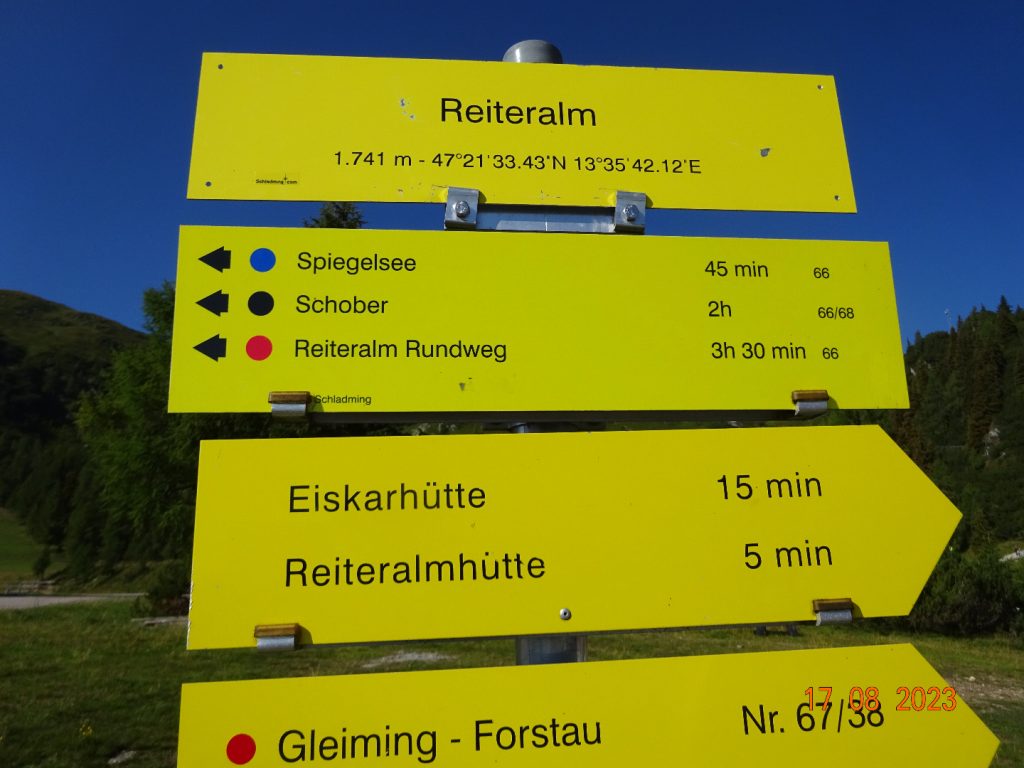 Reiteralm
1.741 m - 47°21'33.43"N 13°35'42.12"E
Schladming.com
Spiegelsee 45 min 66
Schober 2h 66/68
Reiteralm Rundweg 3h 30 min 66
Schladming
Eiskarhütte 15 min
Reiteralmhütte 5 min
Gleiming - Forstau Nr. 67/38
17 08 2023